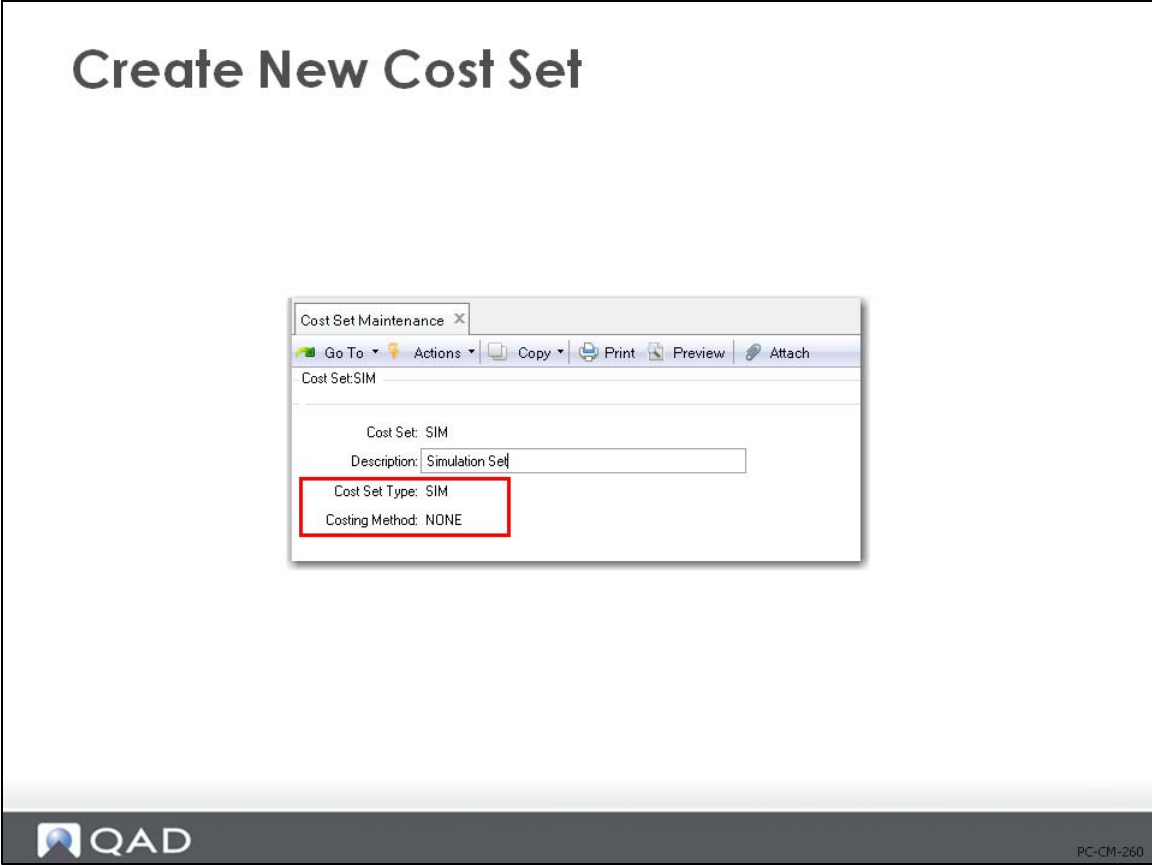 Create New Cost Set
Cost Set Maintenance
Go To Actions Copy Print Preview Attach
Cost Set:SIM
Cost Set: SIM
Description: Simulation Set
Cost Set Type: SIM
Costing Method: NONE
QAD
PC-CM-260